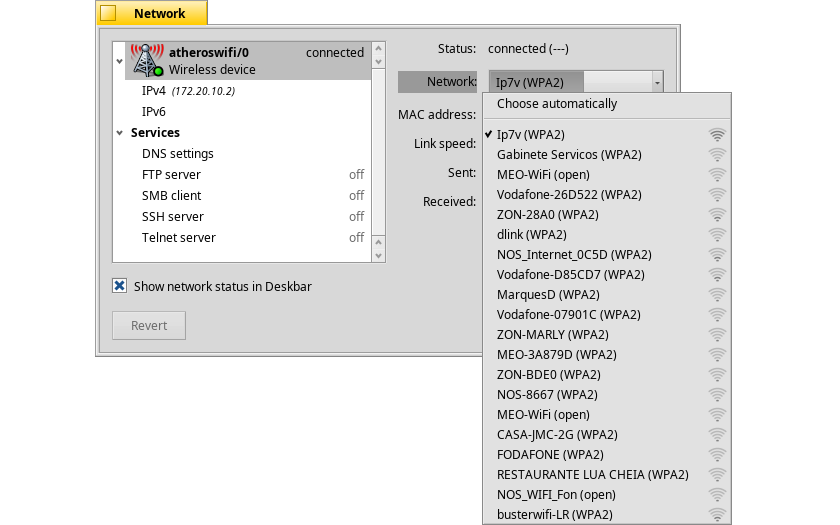 Network
atheroswifi/0 connected
Wireless device
IPv4 (172.20.10.2)
IPv6
Services
DNS settings
FTP server off
SMB client off
SSH server off
Telnet server off
Show network status in Deskbar
Revert
Status: connected (---)
Network: Ip7v (WPA2)
MAC address:
Link speed:
Sent:
Received:
Choose automatically
Ip7v (WPA2)
Gabinete Servicos (WPA2)
MEO-WiFi (open)
Vodafone-26D522 (WPA2)
ZON-28A0 (WPA2)
dlink (WPA2)
NOS_Internet_0C5D (WPA2)
Vodafone-D85CD7 (WPA2)
MarquesD (WPA2)
Vodafone-07901C (WPA2)
ZON-MARLY (WPA2)
MEO-3A879D (WPA2)
ZON-BDE0 (WPA2)
NOS-8667 (WPA2)
MEO-WiFi (open)
CASA-JMC-2G (WPA2)
FODAFONE (WPA2)
RESTAURANTE LUA CHEIA (WPA2)
NOS_WIFI_Fon (open)
busterwifi-LR (WPA2)